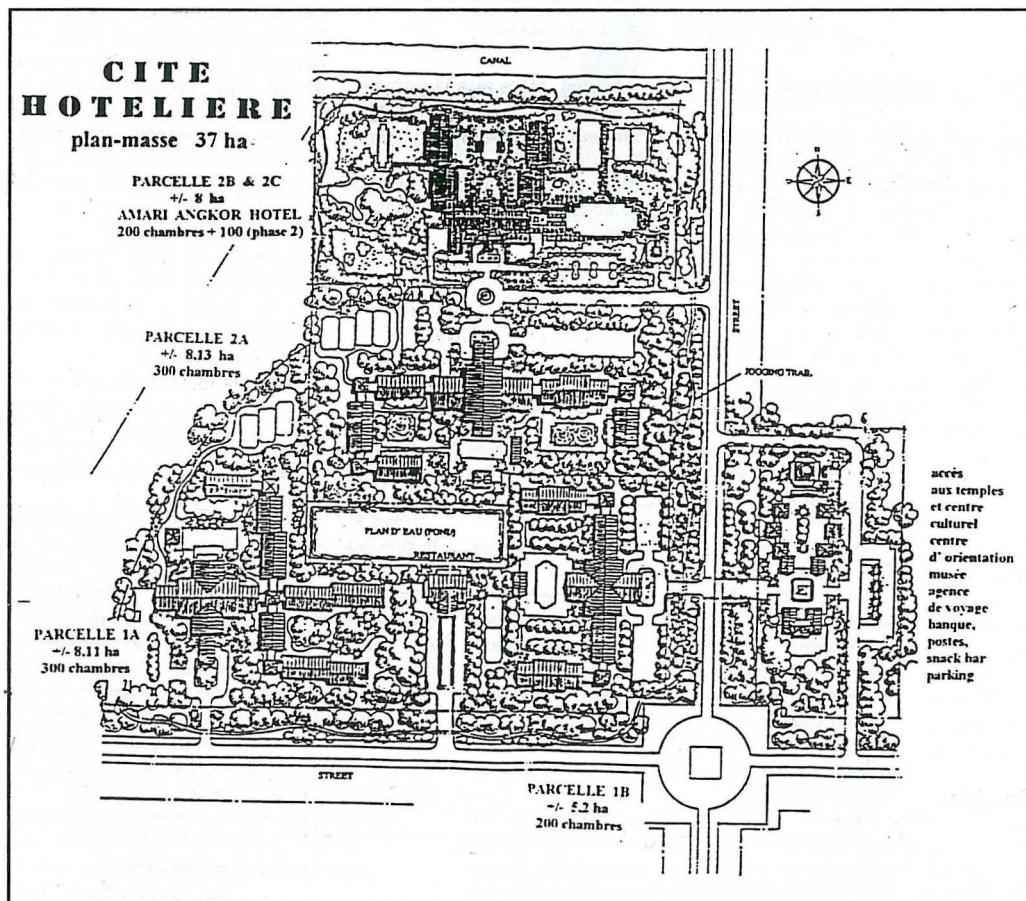 CITE
HOTELIERE
plan-masse 37 ha
CANAL
PARCELLE 2B & 2C
+/- 8 ha
AMARI ANGKOR HOTEL
200 chambres + 100 (phase 2)
N
E
S
STREET
PARCELLE 2A
+/- 8.13 ha
300 chambres
JOGGING TRAIL
accès
aux temples
et centre
culturel
centre
d'orientation
musée
agence
de voyage
banque,
postes,
snack bar
parking
PLAN D'EAU (POND)
RESTAURANT
PARCELLE 1A
+/- 8.11 ha
300 chambres
STREET
PARCELLE 1B
+/- 5.2 ha
200 chambres